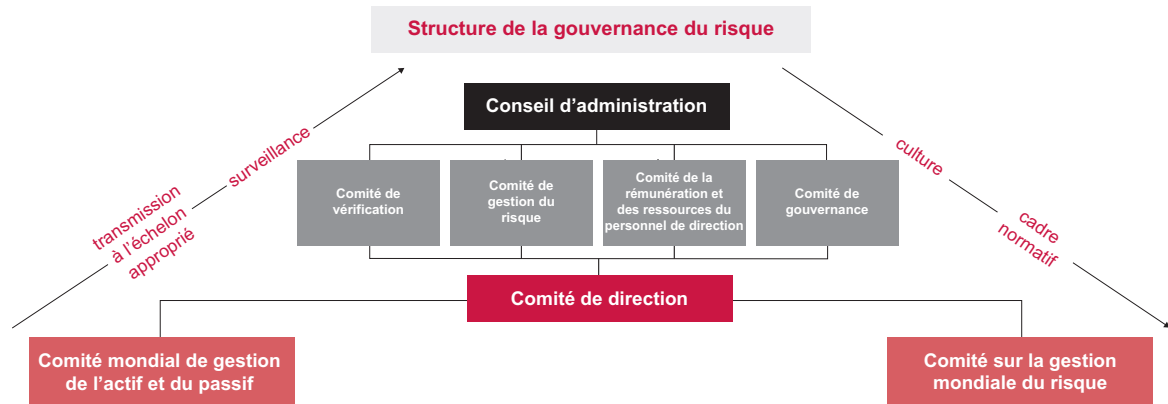 Structure de la gouvernance du risque
Conseil d’administration
surveillance
transmission
à l’échelon
approprié
culture
cadre
normatif
Comité de
vérification
Comité de
gestion du
risque
Comité de la
rémunération et
des ressources du
personnel de direction
Comité de
gouvernance
Comité de direction
Comité mondial de gestion
de l’actif et du passif
Comité sur la gestion
mondiale du risque